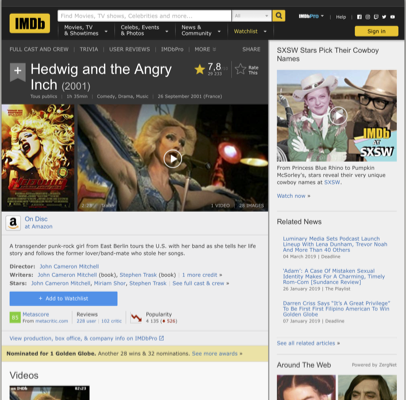 IMDb
Find Movies, TV shows, Celebrities and more...
All
IMDbPro
Help
Movies, TV
& Showtimes
Celebs, Events
& Photos
News &
Community
Watchlist
Sign in
FULL CAST AND CREW | TRIVIA | USER REVIEWS | IMDbPro | MORE
SHARE
Hedwig and the Angry
Inch (2001)
7,8
Rate
This
Tous publics | 1h 35min | Comedy, Drama, Music | 26 September 2001 (France)
On Disc
at Amazon
A transgender punk-rock girl from East Berlin tours the U.S. with her band as she tells her life
story and follows the former lover/band-mate who stole her songs.
Director: John Cameron Mitchell
Writers: John Cameron Mitchell (book), Stephen Trask (book) | 1 more credit »
Stars: John Cameron Mitchell, Miriam Shor, Stephen Trask | See full cast & crew »
+ Add to Watchlist
85
Metascore
From metacritic.com
Reviews
228 user | 102 critic
Popularity
4 135 (526)
View production, box office, & company info on IMDbPro
Nominated for 1 Golden Globe. Another 28 wins & 32 nominations. See more awards »
Videos
SXSW Stars Pick Their Cowboy
Names
IMDb
at
SXSW
From Princess Blue Rhino to Pumpkin
McSorley's, stars reveal their very unique
cowboy names at SXSW.
Watch now »
Related News
Luminary Media Sets Podcast Launch
Lineup With Lena Dunham, Trevor Noah
And More Than 40 Others
04 March 2019 | Deadline
'Adam': A Case Of Mistaken Sexual
Identity Makes For A Charming, Timely
Rom-Com [Sundance Review]
26 January 2019 | The Playlist
Darren Criss Says "It's A Great Privilege"
To Be First First Filipino American To Win
Golden Globe
07 January 2019 | Deadline
See all related articles »
Around The Web
Powered by ZergNet